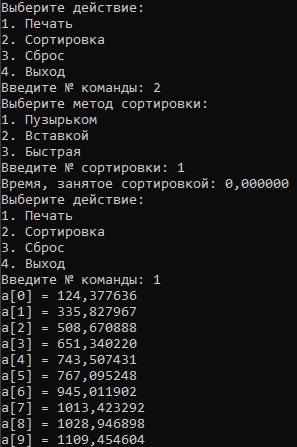 Выберите действие:
1. Печать
2. Сортировка
3. Сброс
4. Выход
Введите № команды: 2
Выберите метод сортировки:
1. Пузырьком
2. Вставкой
3. Быстрая
Введите № сортировки: 1
Время, занятое сортировкой: 0,000000
Выберите действие:
1. Печать
2. Сортировка
3. Сброс
4. Выход
Введите № команды: 1
a[0] = 124,377636
a[1] = 335,827967
a[2] = 508,670888
a[3] = 651,340220
a[4] = 743,507431
a[5] = 767,095248
a[6] = 945,011902
a[7] = 1013,423292
a[8] = 1028,946898
a[9] = 1109,454604